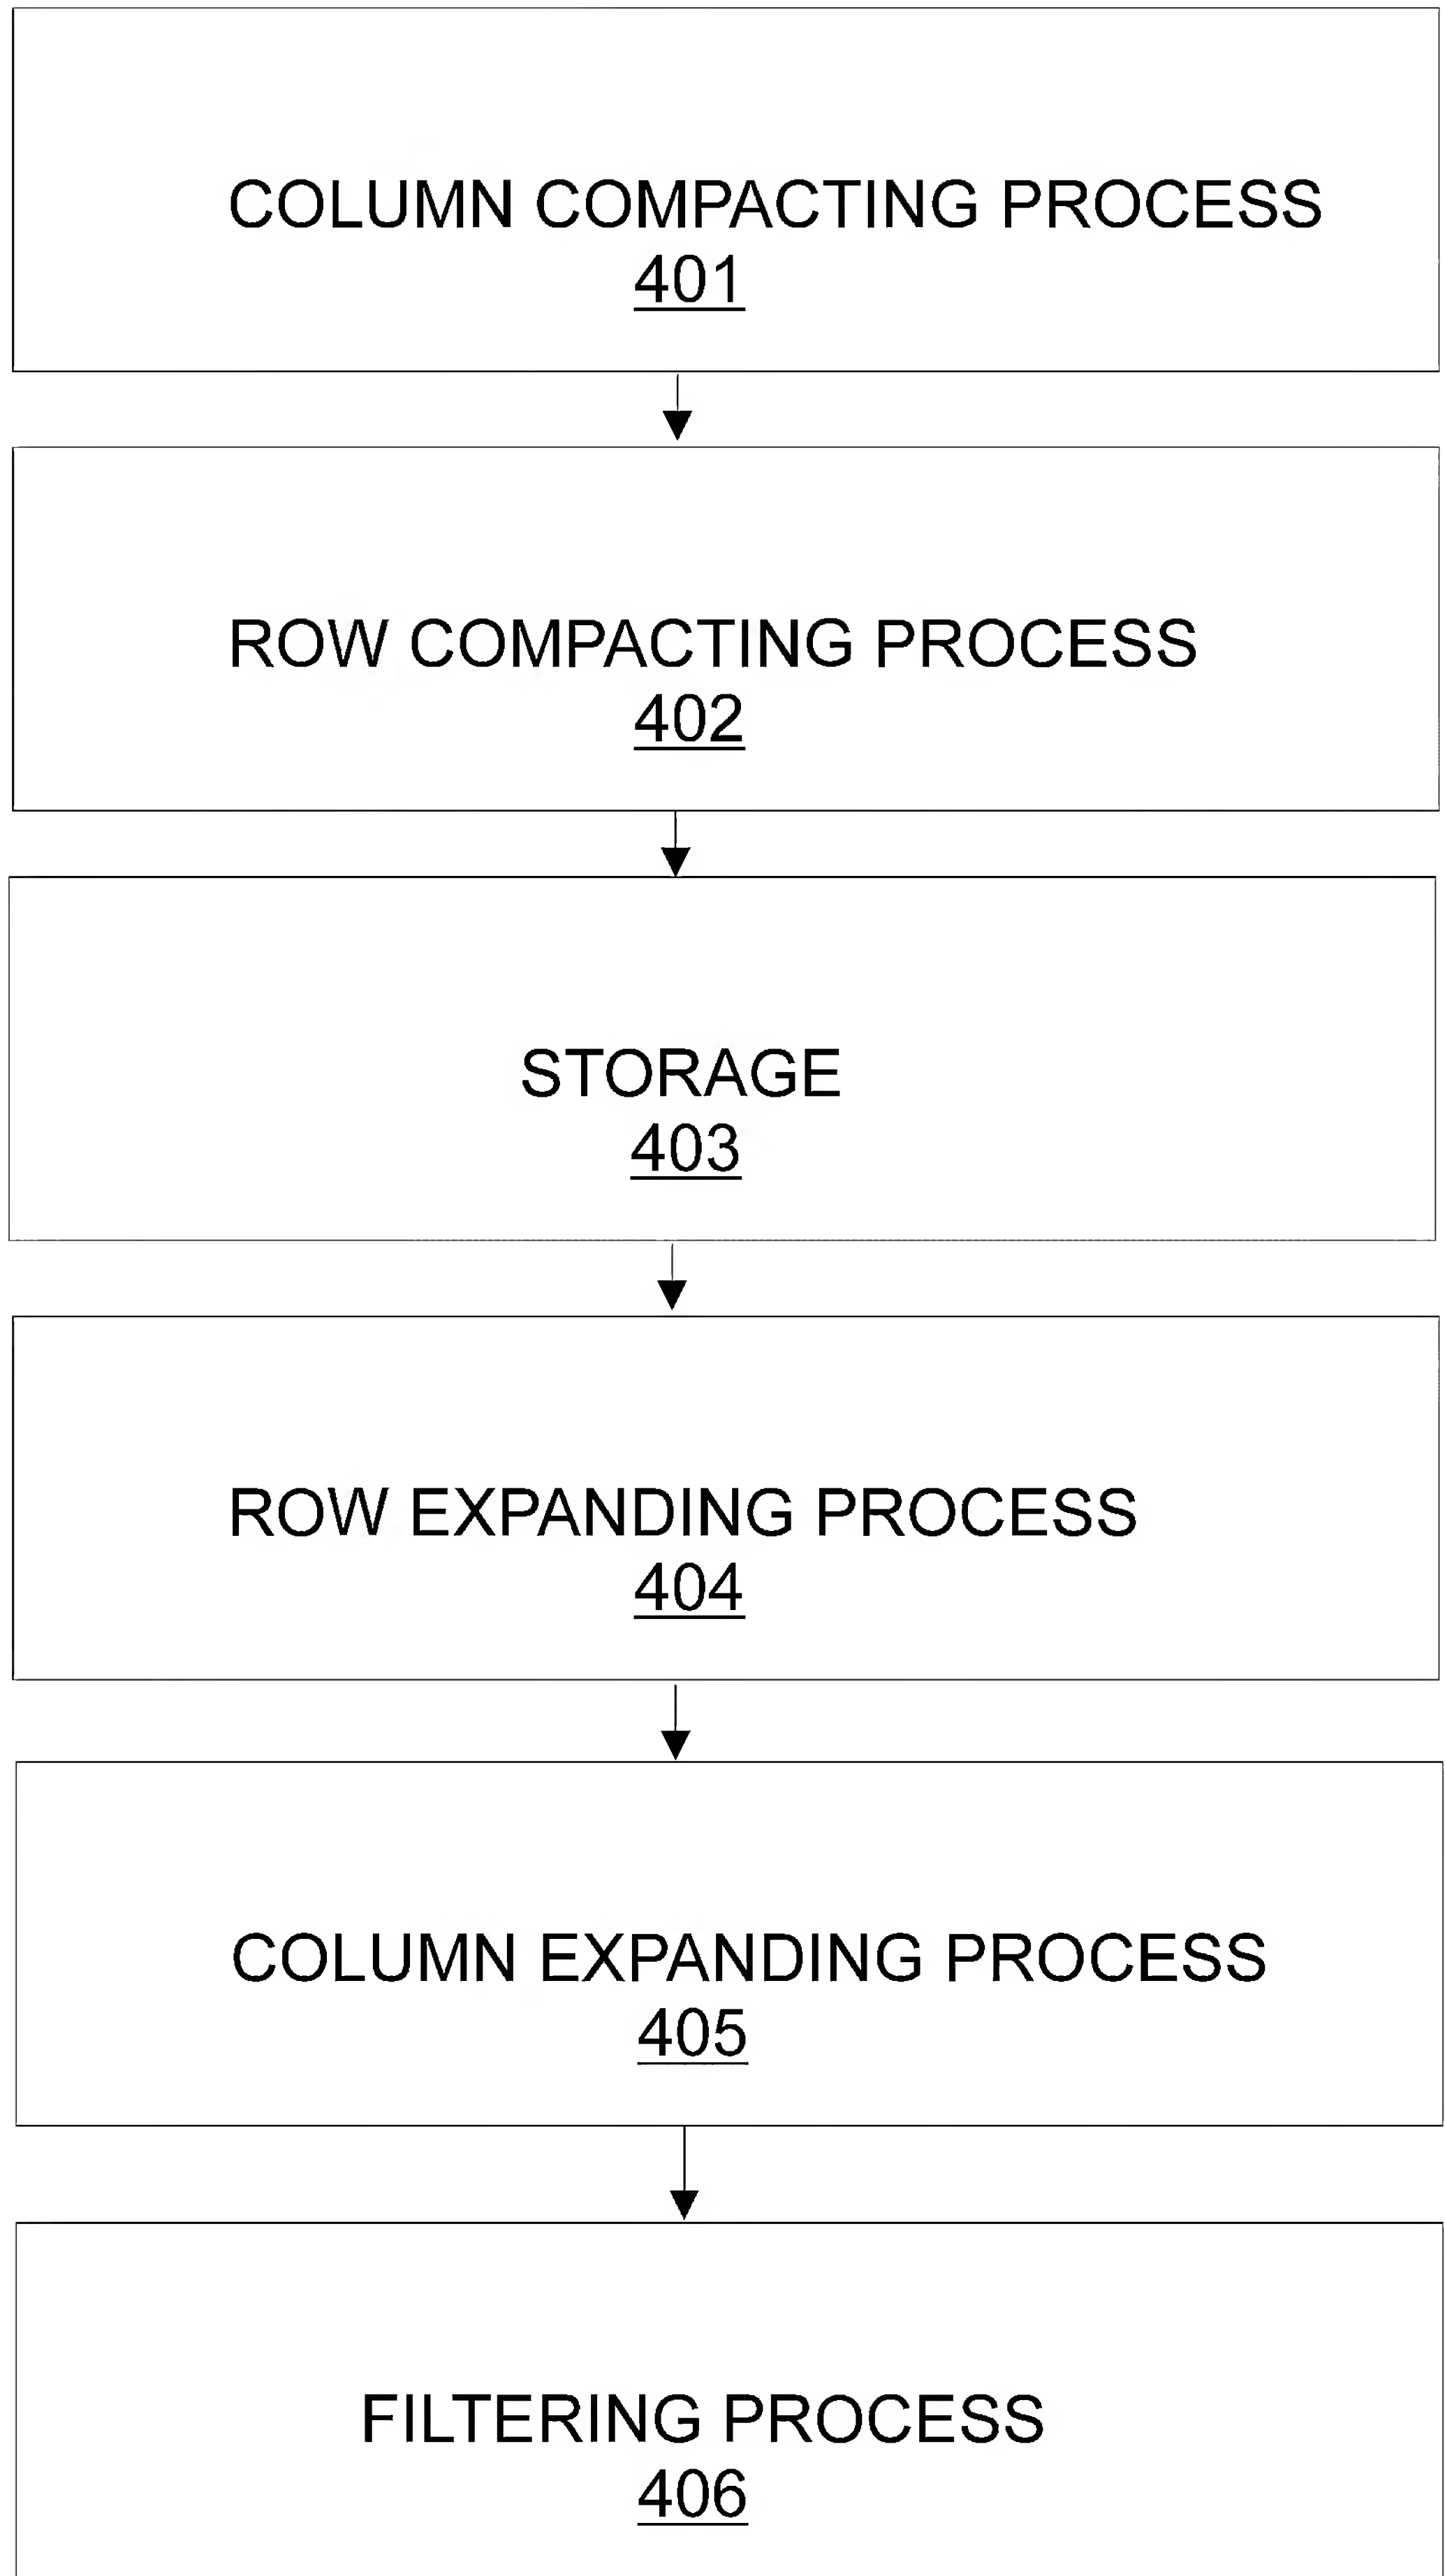 COLUMN COMPACTING PROCESS
401
ROW COMPACTING PROCESS
402
STORAGE
403
ROW EXPANDING PROCESS
404
COLUMN EXPANDING PROCESS
405
FILTERING PROCESS
406